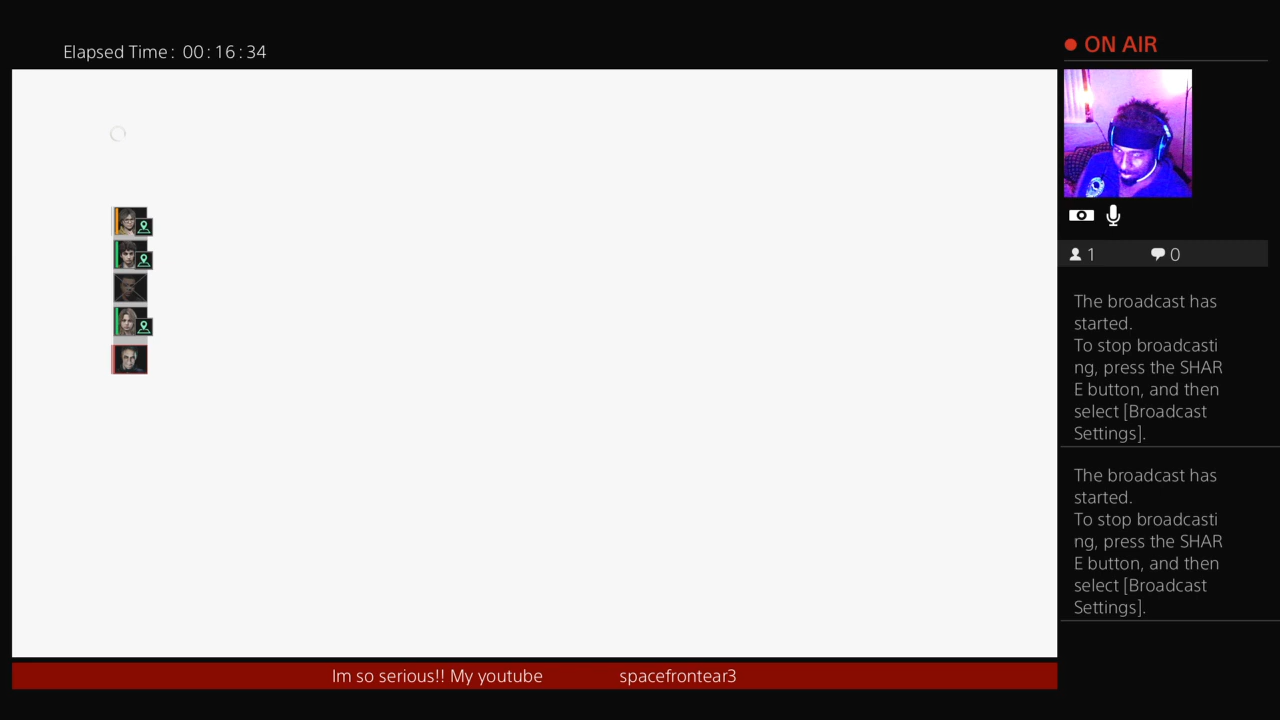 Elapsed Time: 00:16:34
ON AIR
1 0
The broadcast has
started.
To stop broadcasti
ng, press the SHAR
E button, and then
select [Broadcast
Settings].
The broadcast has
started.
To stop broadcasti
ng, press the SHAR
E button, and then
select [Broadcast
Settings].
Im so serious!! My youtube spacefrontear3